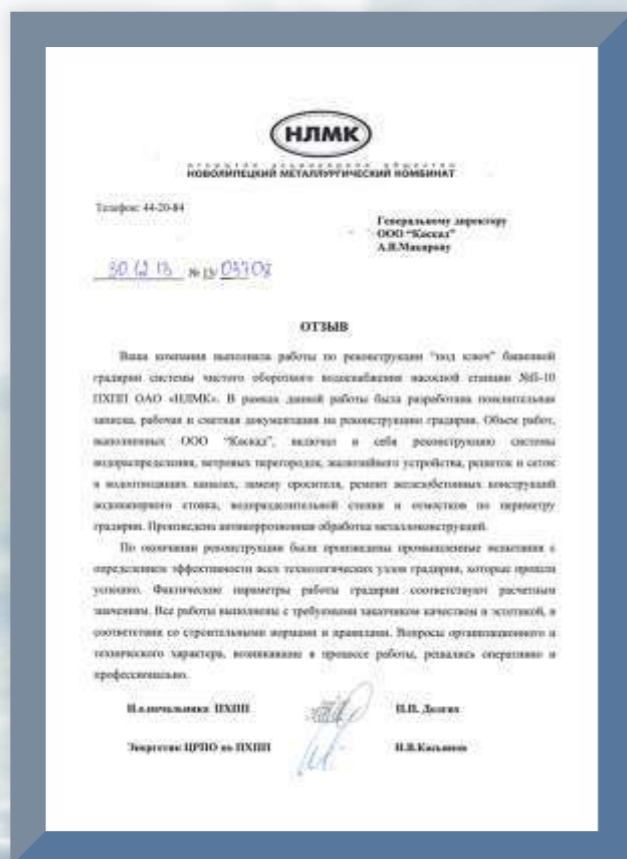 НЛМК
открытое акционерное общество
НОВОЛИПЕЦКИЙ МЕТАЛЛУРГИЧЕСКИЙ КОМБИНАТ
Телефон: 44-20-84
Генеральному директору
ООО "Каскад"
А.В.Макарову
30.12.13 № 13/03708
ОТЗЫВ
Ваша компания выполнила работы по реконструкции "под ключ" башенной
градирни системы чистого оборотного водоснабжения насосной станции №П-10
ПХПП ОАО «НЛМК». В рамках данной работы была разработана пояснительная
записка, рабочая и сметная документация на реконструкцию градирни. Объем работ,
выполненных ООО "Каскад", включал в себя реконструкцию системы
водораспределения, ветровых перегородок, жалюзийного устройства, решеток и сеток
в водоотводящих каналах, замену оросителя, ремонт железобетонных конструкций
водонапорного стояка, водоразделительной стенки и отмостков по периметру
градирни. Произведена антикоррозионная обработка металлоконструкций.
По окончании реконструкции были произведены промышленные испытания с
определением эффективности всех технологических узлов градирни, которые прошли
успешно. Фактические параметры работы градирни соответствуют расчетным
значениям. Все работы выполнены с требуемыми заказчиком качеством и эстетикой, в
соответствии со строительными нормами и правилами. Вопросы организационного и
технического характера, возникавшие в процессе работы, решались оперативно и
профессионально.
И.о.начальника ПХПП Н.П. Долгих
Энергетик ЦРПО по ПХПП Н.В.Касьянов